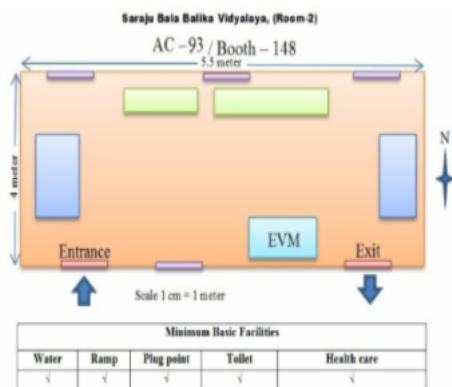 Saraju Bala Balika Vidyalaya, (Room-2)
AC –93 / Booth – 148
5.5 meter
4 meter
N
Entrance
EVM
Exit
Scale 1 cm = 1 meter
Minimum Basic Facilities
Water Ramp Plug point Toilet Health care
√ √ √ √ √